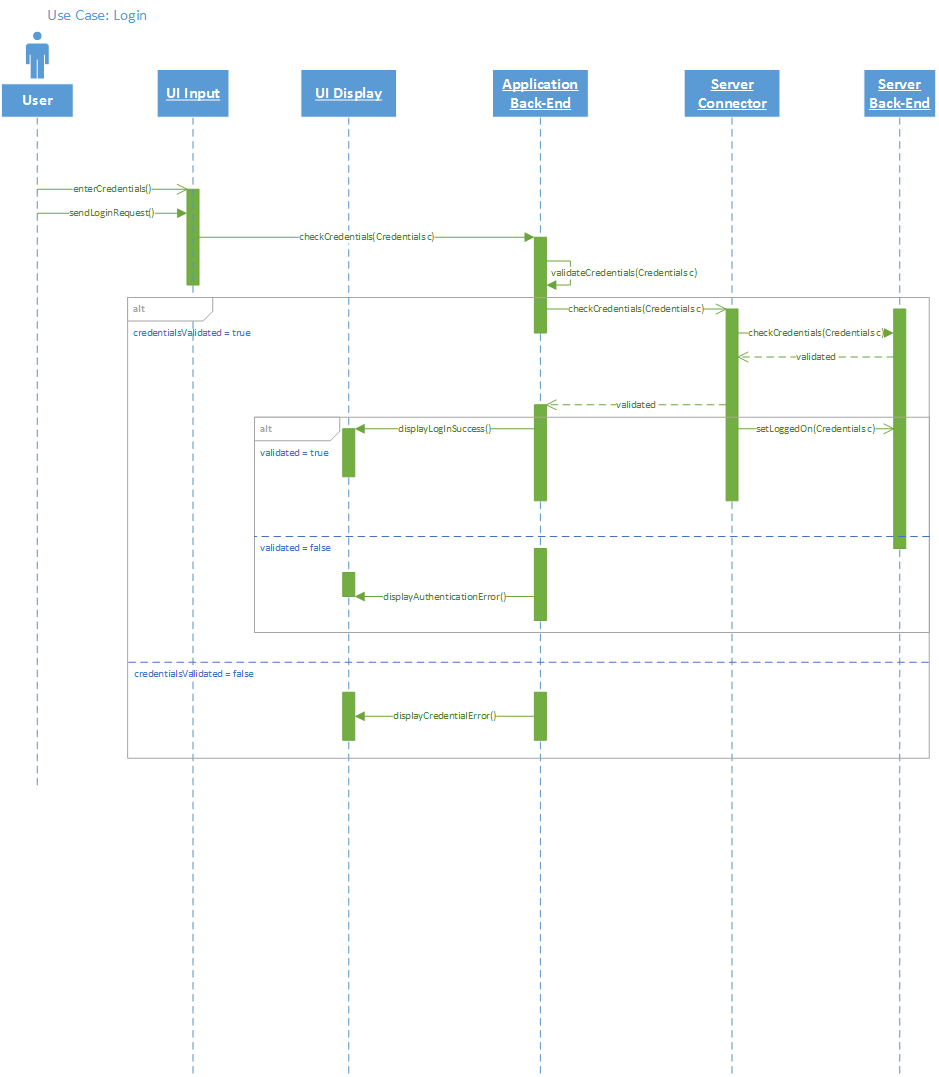 Use Case: Login
User
UI Input
UI Display
Application
Back-End
Server
Connector
Server
Back-End
enterCredentials()
sendLoginRequest()
checkCredentials(Credentials c)
validateCredentials(Credentials c)
alt
checkCredentials(Credentials c)
credentialsValidated = true
checkCredentials(Credentials c)
validated
validated
alt
displayLogInSuccess()
setLoggedOn(Credentials c)
validated = true
validated = false
displayAuthenticationError()
credentialsValidated = false
displayCredentialError()